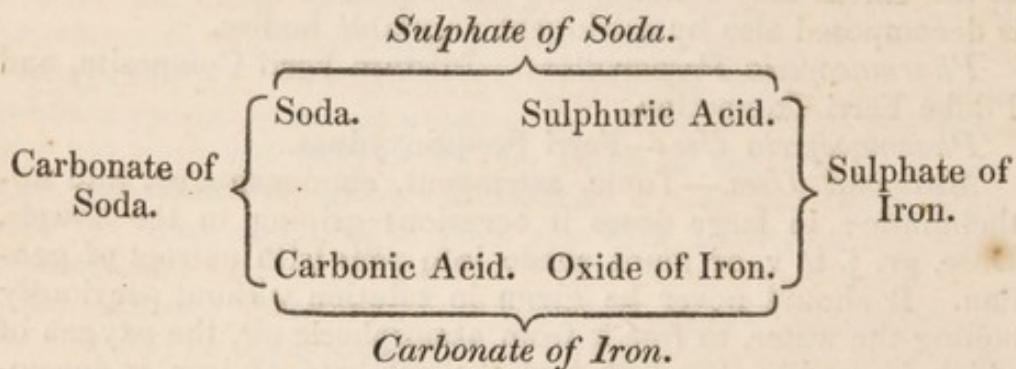 Sulphate of Soda.
Soda. Sulphuric Acid.
Carbonate of
Soda.
Sulphate of
Iron.
Carbonic Acid. Oxide of Iron.
Carbonate of Iron.